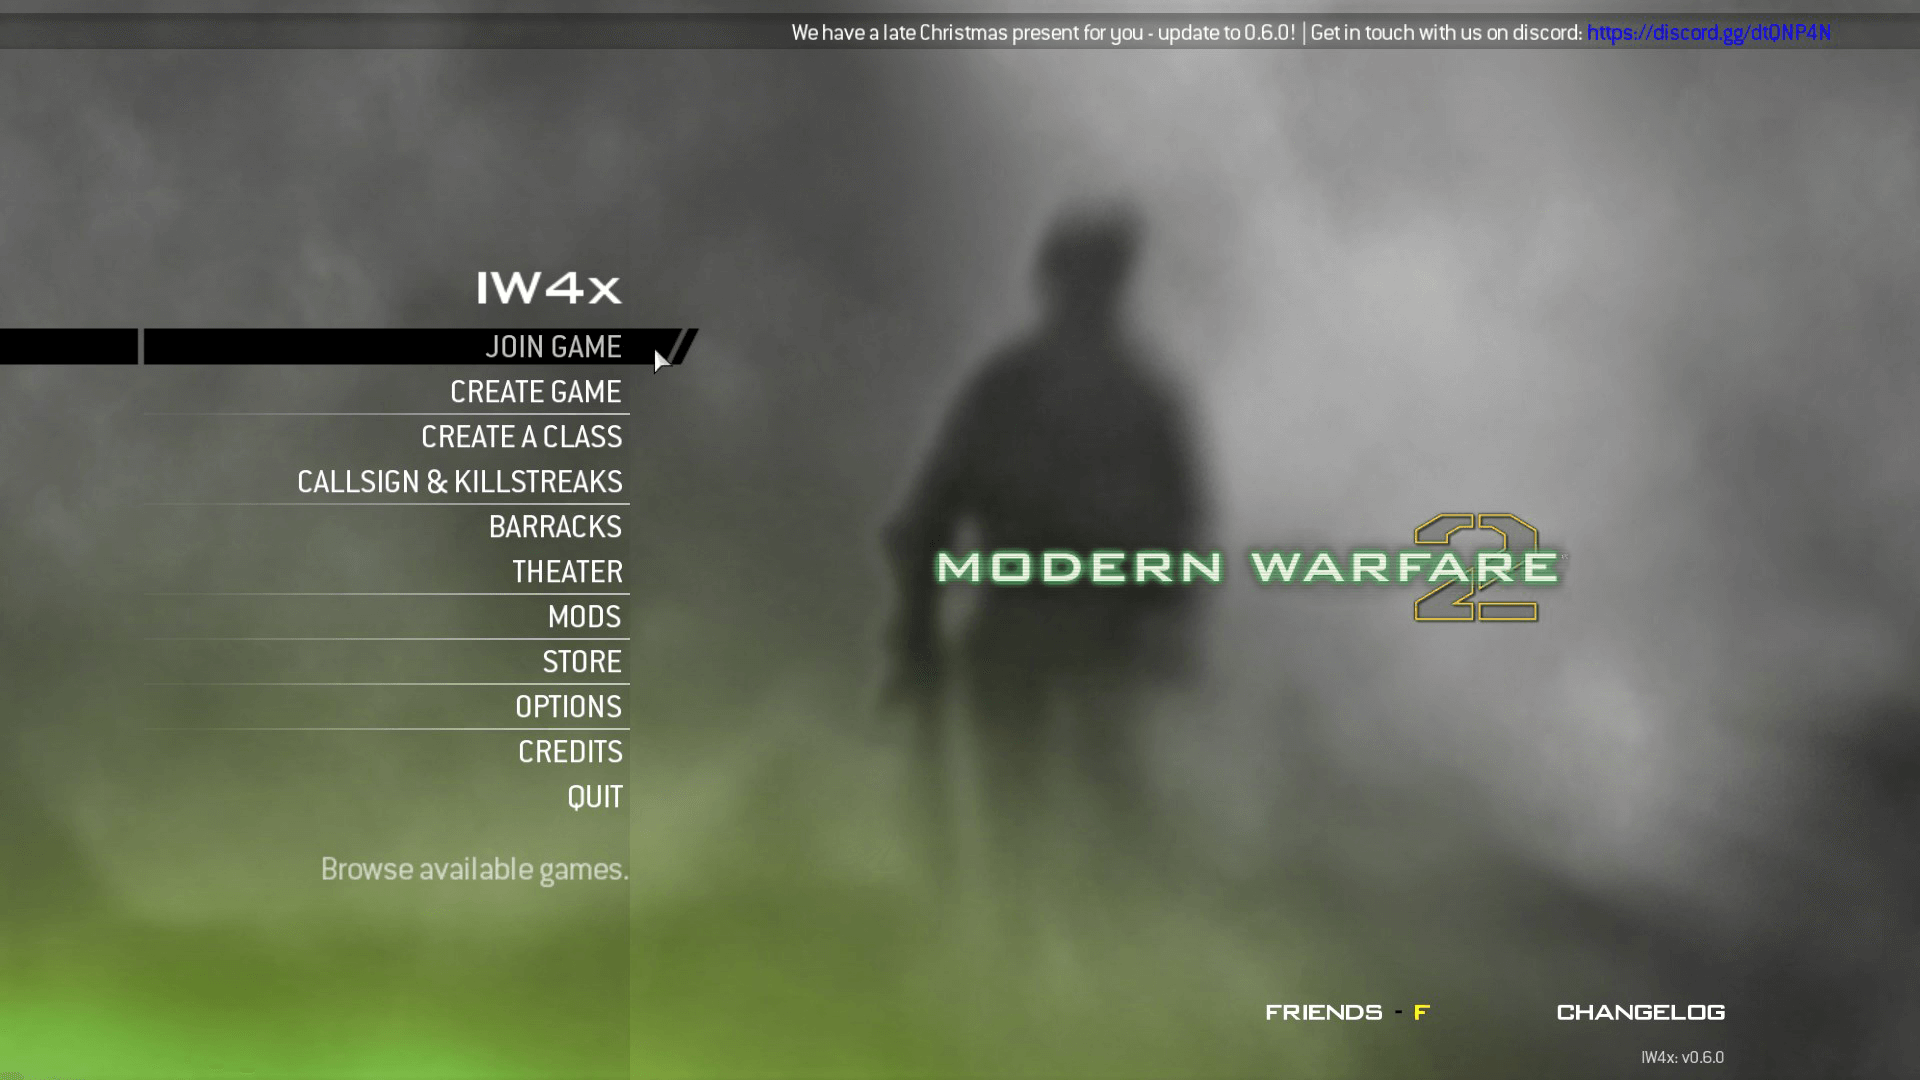 We have a late Christmas present for you - update to 0.6.0! | Get in touch with us on discord: https://discord.gg/dtQNP4N
IW4x
JOIN GAME
CREATE GAME
CREATE A CLASS
CALLSIGN & KILLSTREAKS
BARRACKS
THEATER
MODS
STORE
OPTIONS
CREDITS
QUIT
Browse available games.
MODERN WARFARE 2
FRIENDS - F
CHANGELOG
IW4x: v0.6.0